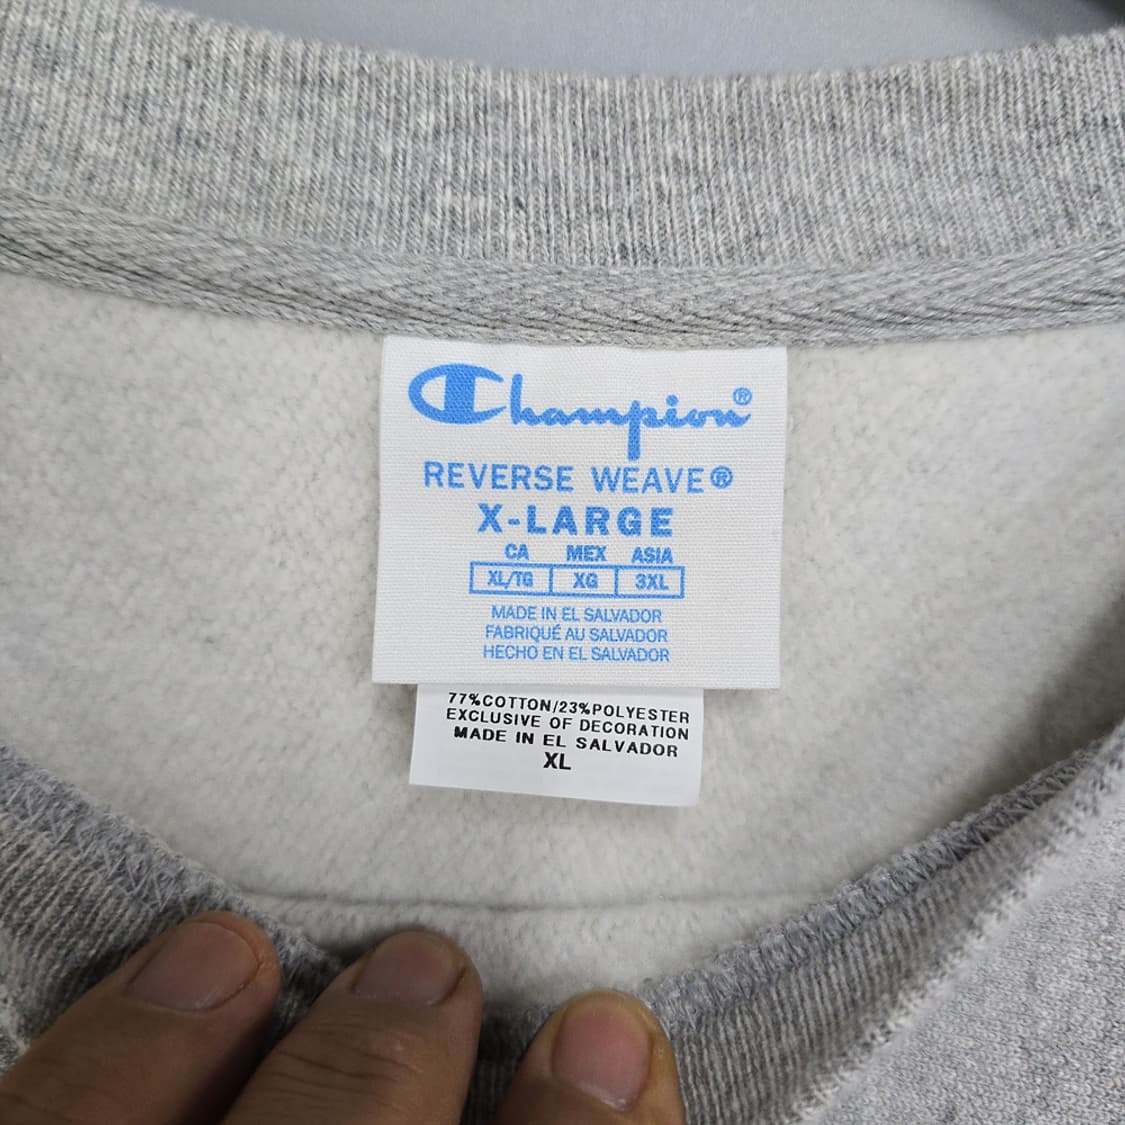 Champion®
REVERSE WEAVE®
X-LARGE
CA MEX ASIA
XL/TG XG 3XL
MADE IN EL SALVADOR
FABRIQUÉ AU SALVADOR
HECHO EN EL SALVADOR
77%COTTON/23%POLYESTER
EXCLUSIVE OF DECORATION
MADE IN EL SALVADOR
XL